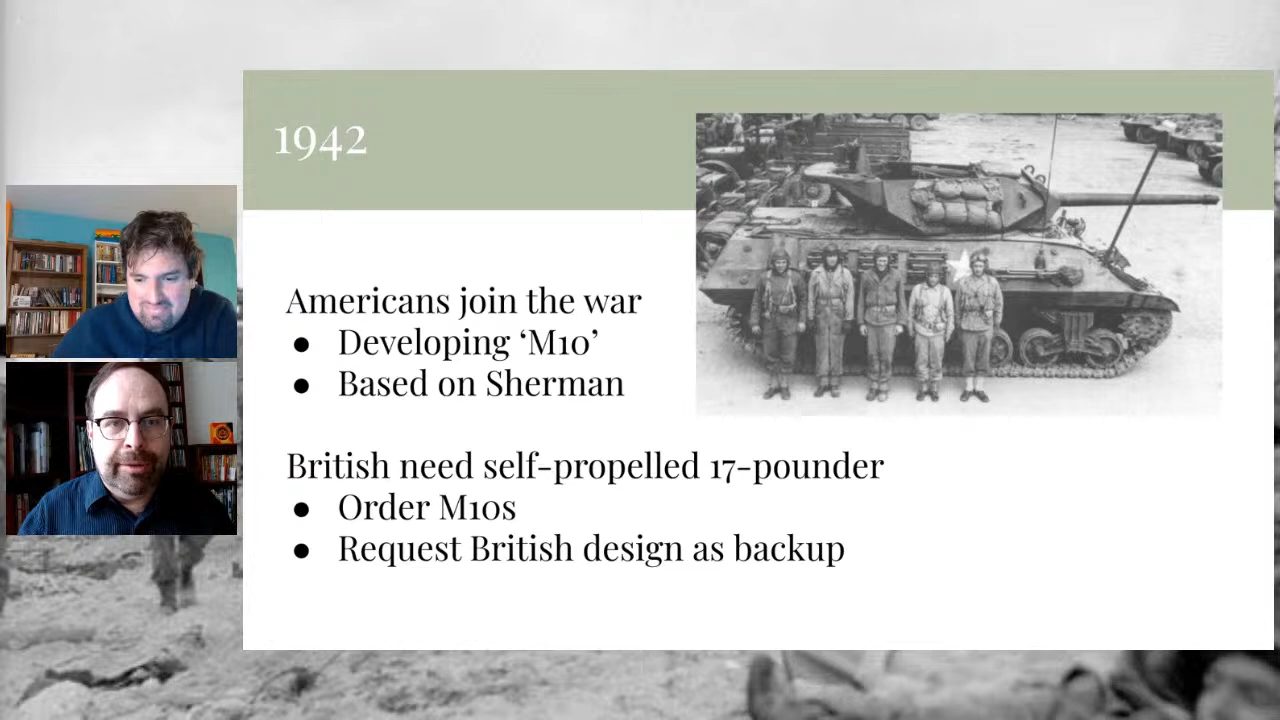 1942
Americans join the war
● Developing ‘M10’
● Based on Sherman
British need self-propelled 17-pounder
● Order M10s
● Request British design as backup